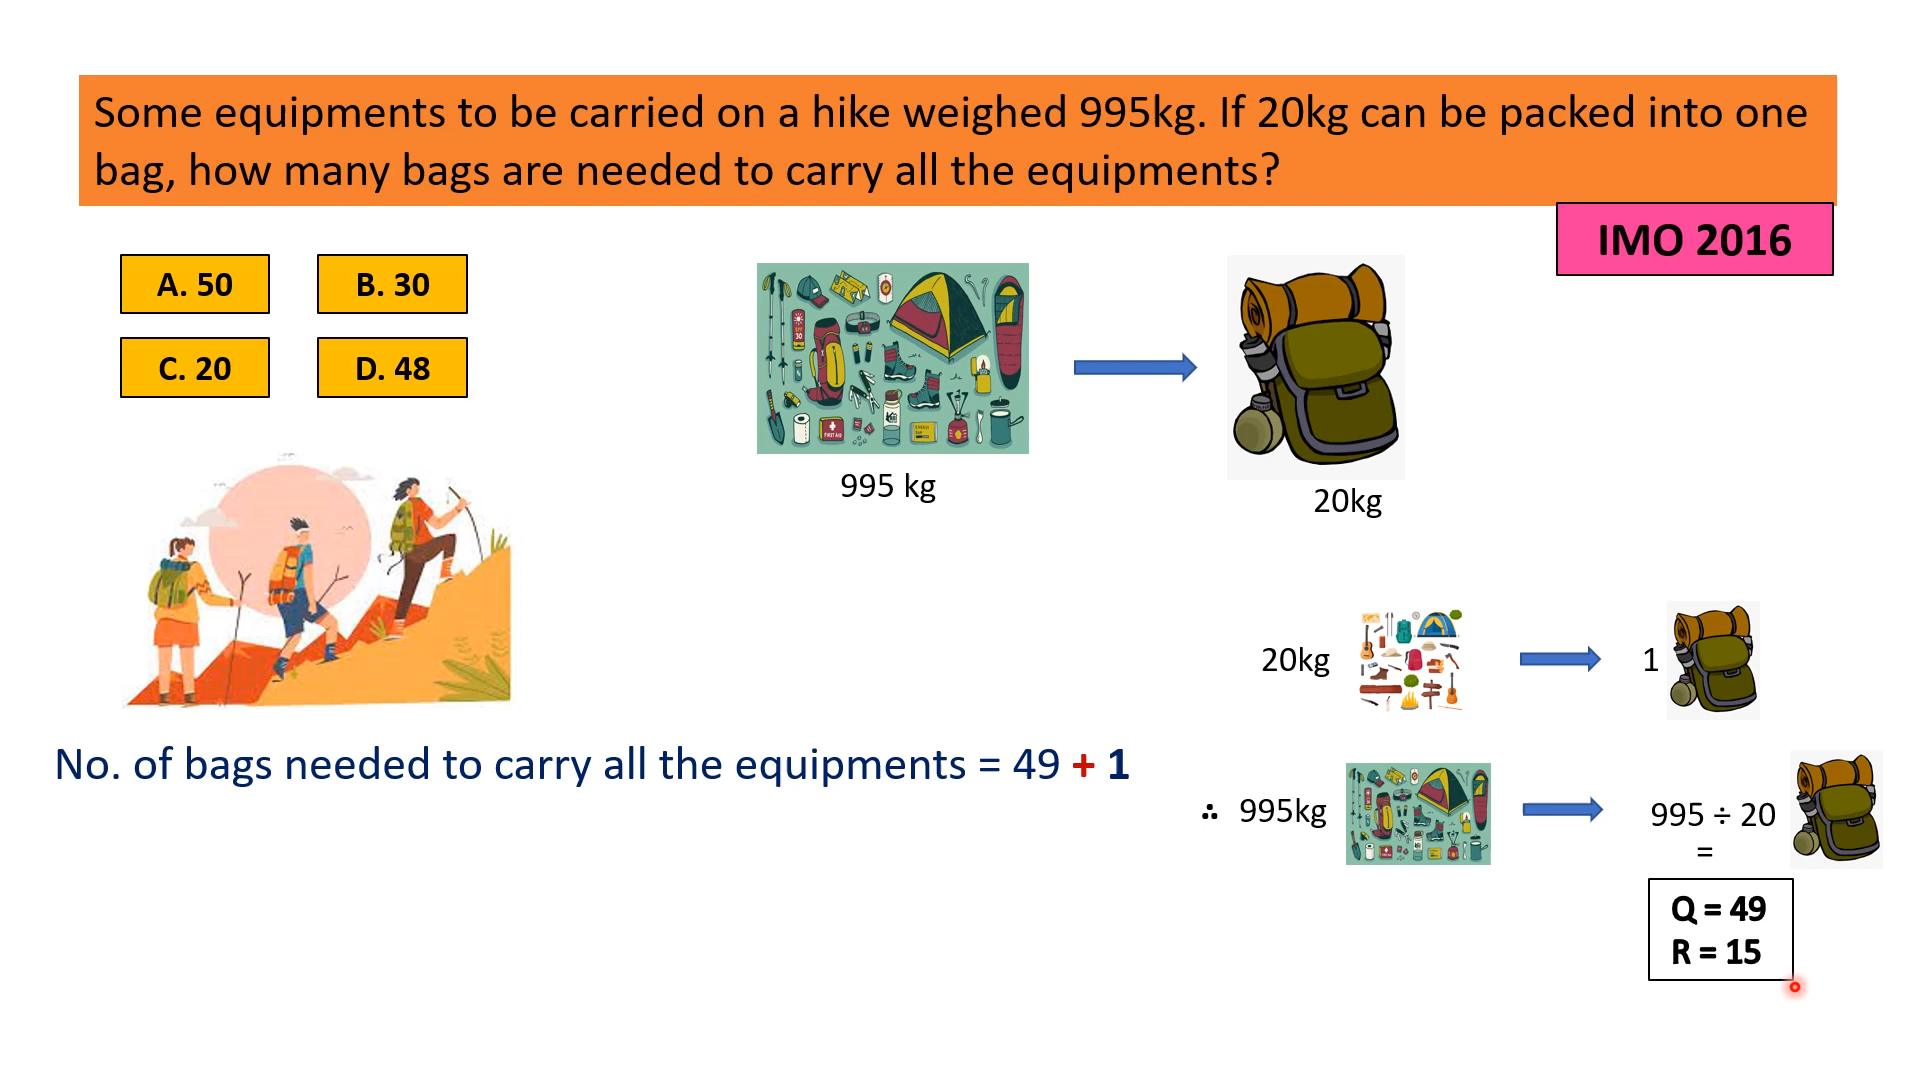 Some equipments to be carried on a hike weighed 995kg. If 20kg can be packed into one
bag, how many bags are needed to carry all the equipments?
IMO 2016
A. 50
B. 30
C. 20
D. 48
995 kg
20kg
20kg
1
No. of bags needed to carry all the equipments = 49 + 1
∴ 995kg
995 ÷ 20
=
Q = 49
R = 15
FIRST AID